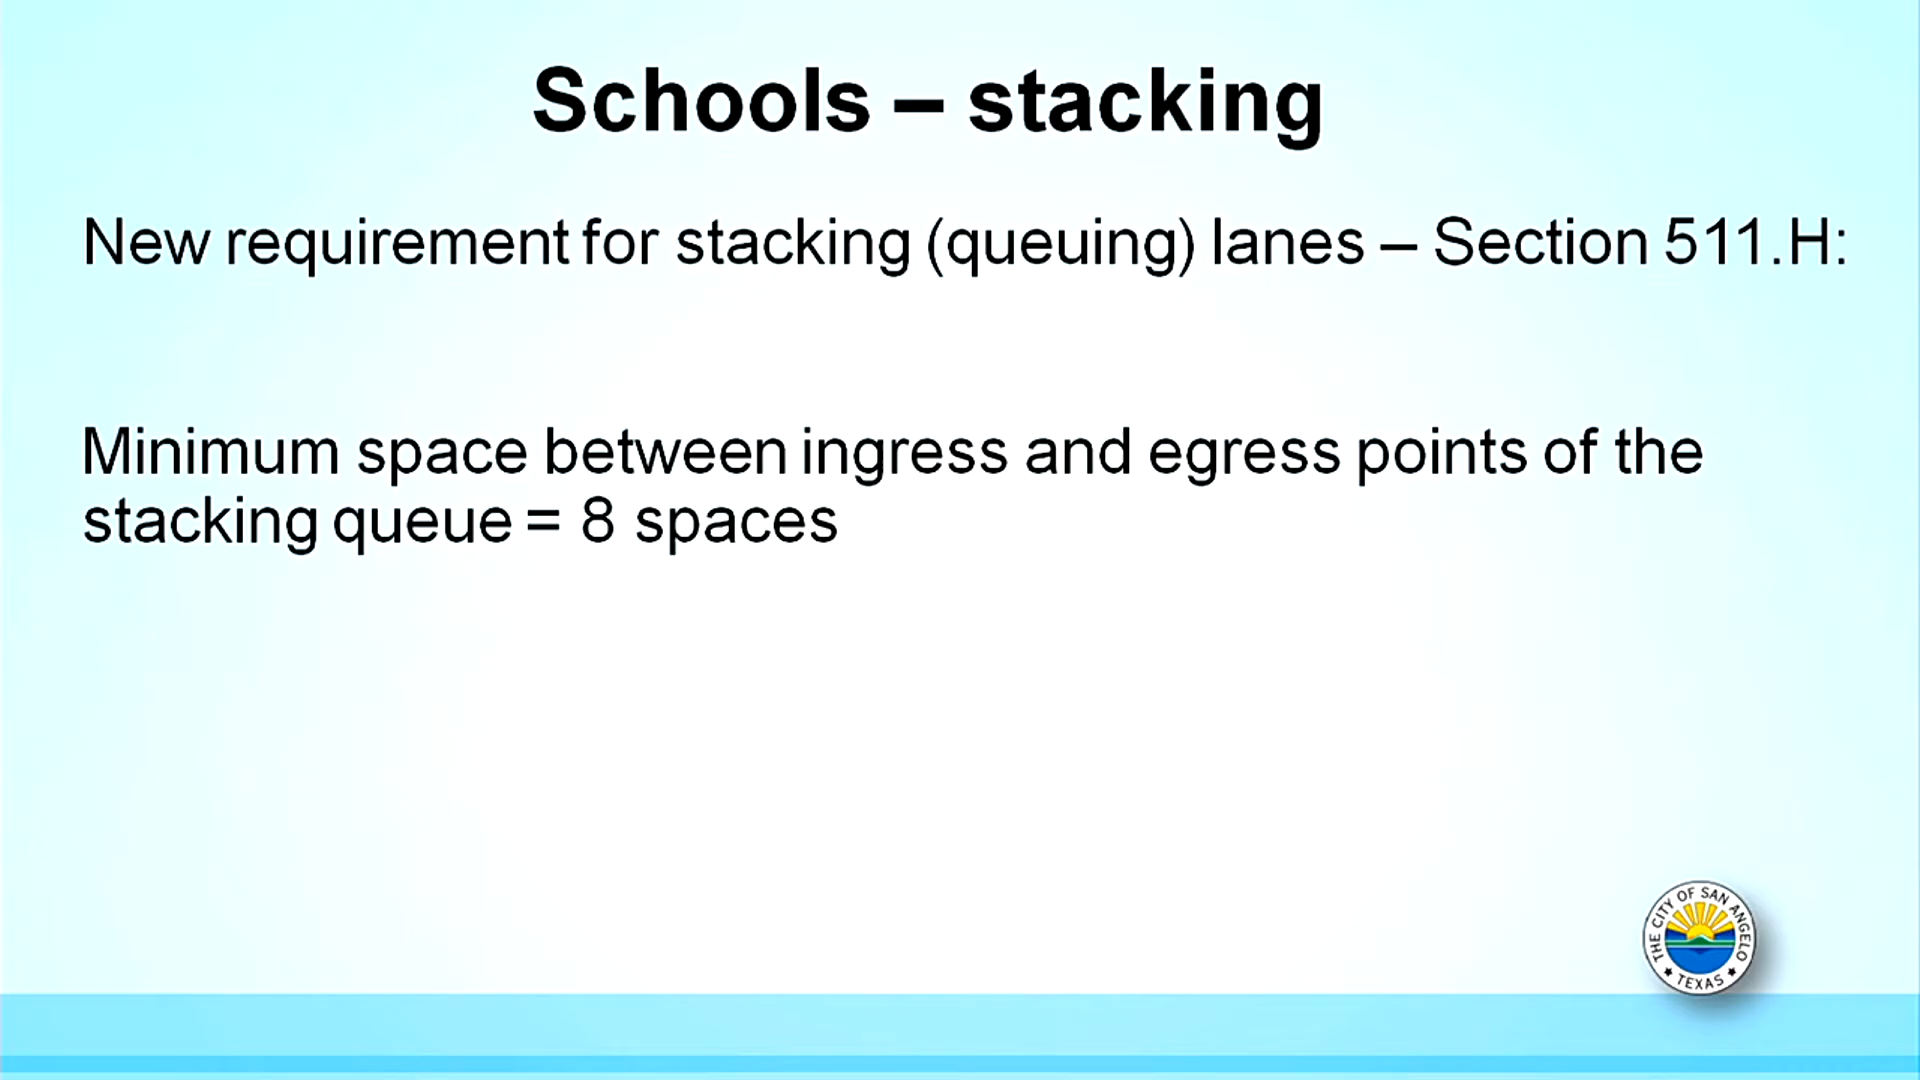 Schools – stacking
New requirement for stacking (queuing) lanes – Section 511.H:
Minimum space between ingress and egress points of the
stacking queue = 8 spaces
THE CITY OF SAN ANGELO
★ TEXAS ★